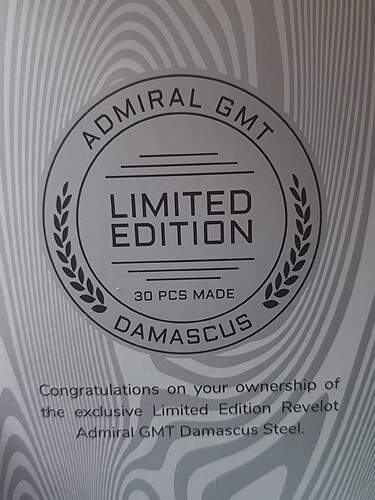 ADMIRAL GMT
LIMITED
EDITION
30 PCS MADE
DAMASCUS
Congratulations on your ownership of
the exclusive Limited Edition Revelot
Admiral GMT Damascus Steel.